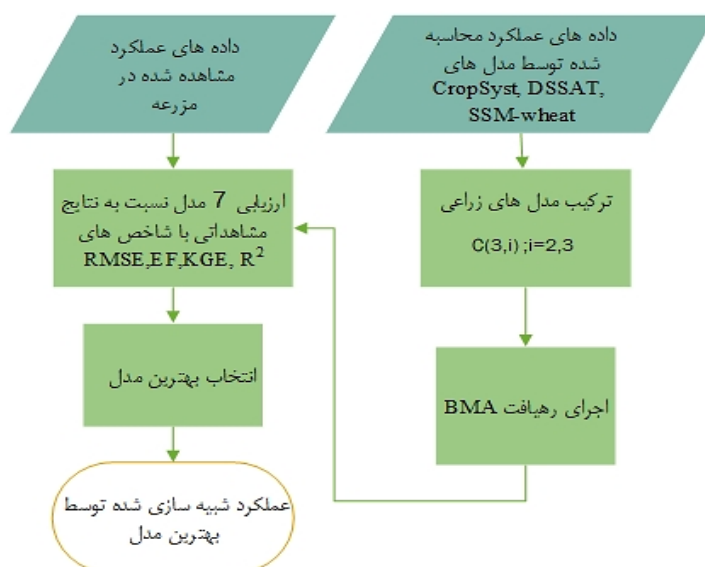 داده های عملکرد محاسبه
شده توسط مدل های
CropSyst, DSSAT,
SSM-wheat
ترکیب مدل های زراعی
C(3,i) ;i=2,3
اجرای رهیافت BMA
داده های عملکرد
مشاهده شده در
مزرعه
ارزیابی 7 مدل نسبت به نتایج
مشاهداتی با شاخص های
RMSE,EF,KGE, R²
انتخاب بهترین مدل
عملکرد شبیه سازی شده توسط
بهترین مدل